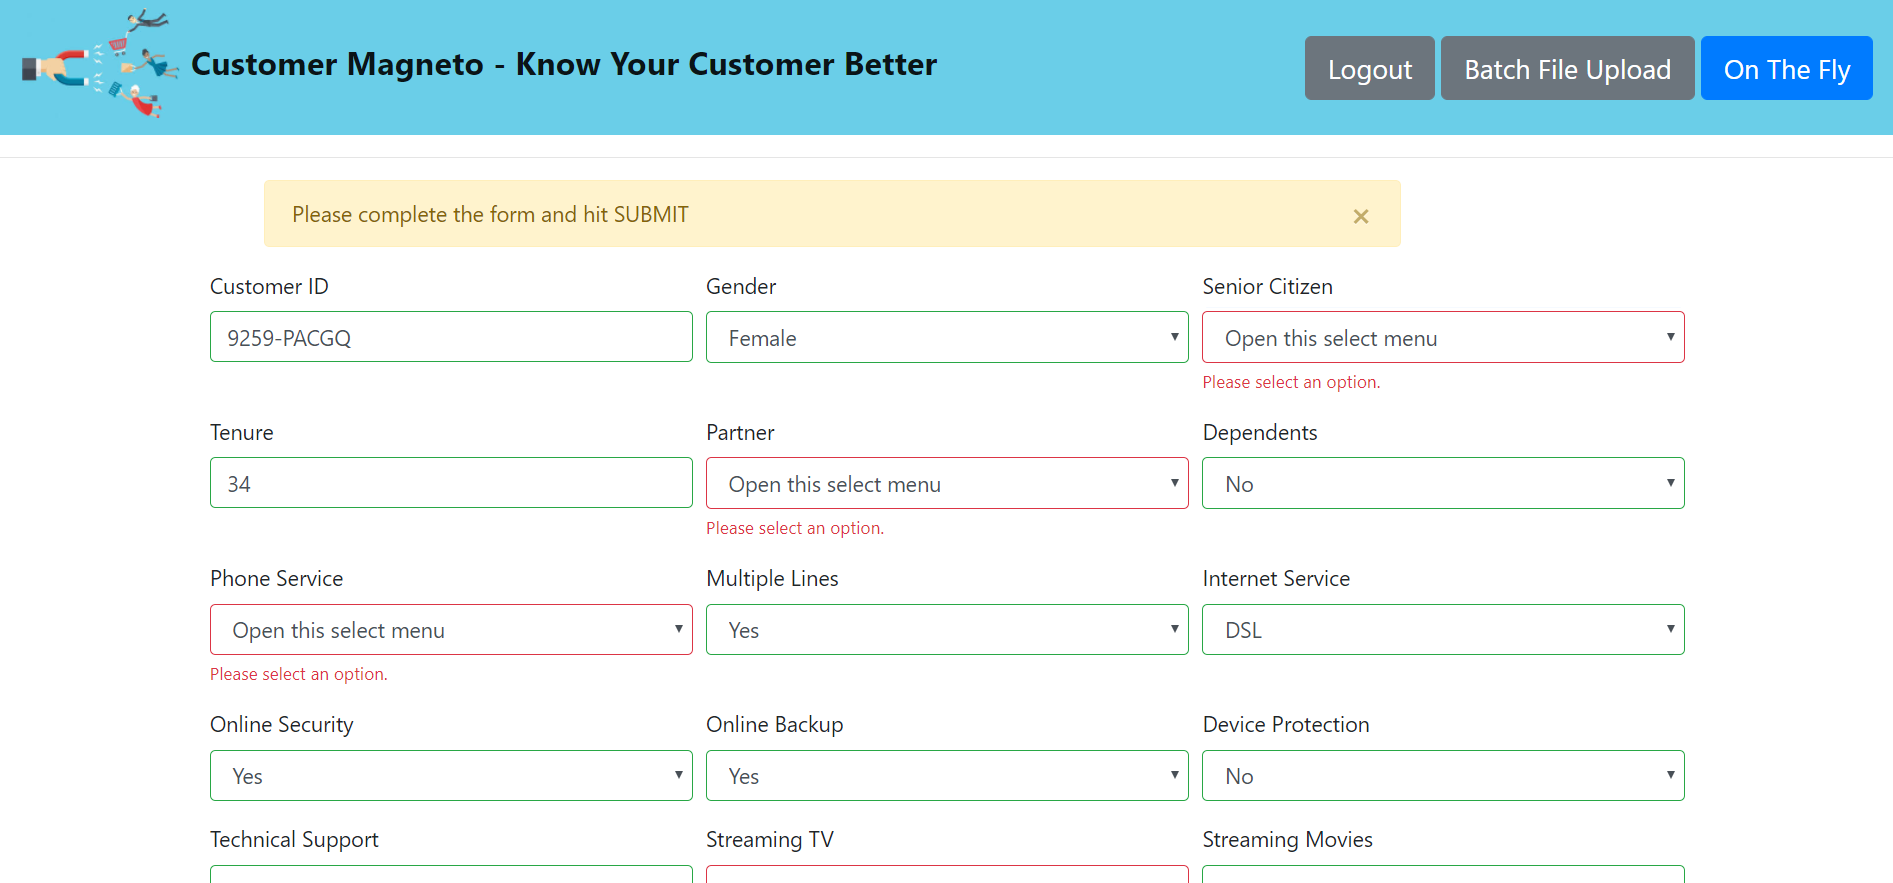 Customer Magneto - Know Your Customer Better
Logout
Batch File Upload
On The Fly
Please complete the form and hit SUBMIT
×
Customer ID
Gender
Senior Citizen
9259-PACGQ
Female
Open this select menu
Please select an option.
Tenure
Partner
Dependents
34
Open this select menu
No
Please select an option.
Phone Service
Multiple Lines
Internet Service
Open this select menu
Yes
DSL
Please select an option.
Online Security
Online Backup
Device Protection
Yes
Yes
No
Technical Support
Streaming TV
Streaming Movies